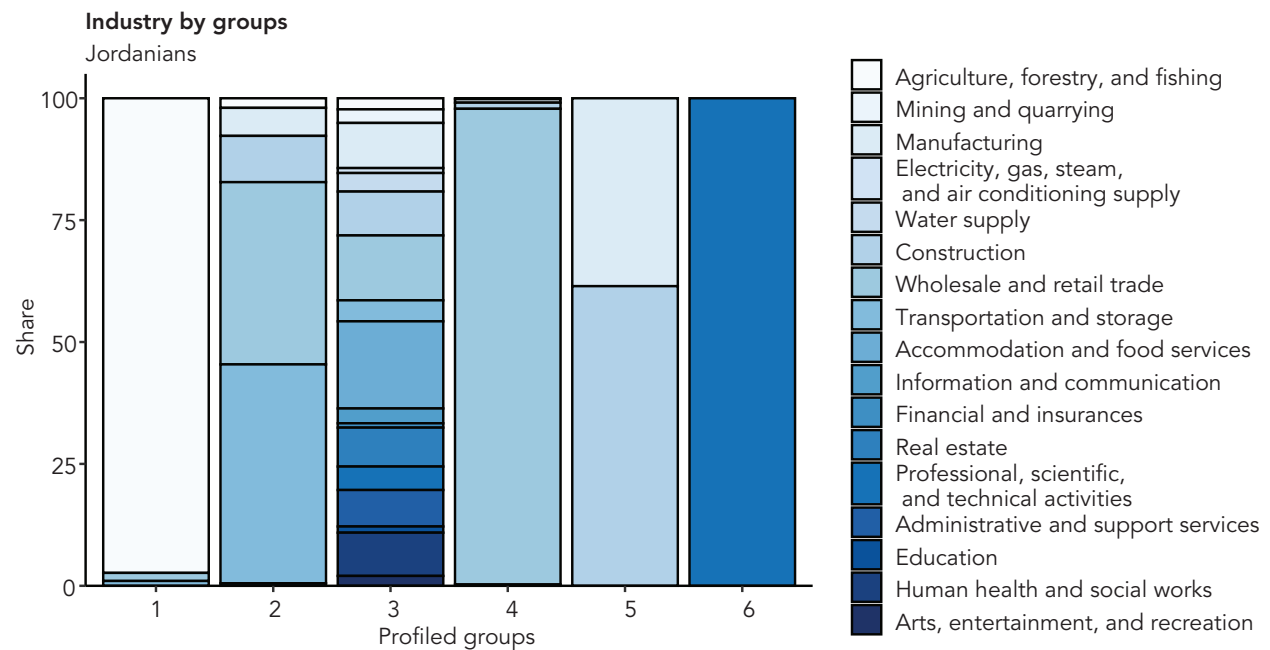 Industry by groups
Jordanians
100
75
50
25
0
Share
1 2 3 4 5 6
Profiled groups
Agriculture, forestry, and fishing
Mining and quarrying
Manufacturing
Electricity, gas, steam,
and air conditioning supply
Water supply
Construction
Wholesale and retail trade
Transportation and storage
Accommodation and food services
Information and communication
Financial and insurances
Real estate
Professional, scientific,
and technical activities
Administrative and support services
Education
Human health and social works
Arts, entertainment, and recreation